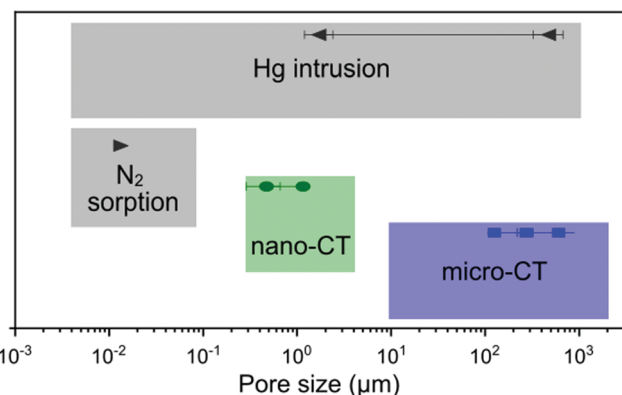 Hg intrusion
N₂
sorption
nano-CT
micro-CT
10⁻³ 10⁻² 10⁻¹ 10⁰ 10¹ 10² 10³
Pore size (μm)